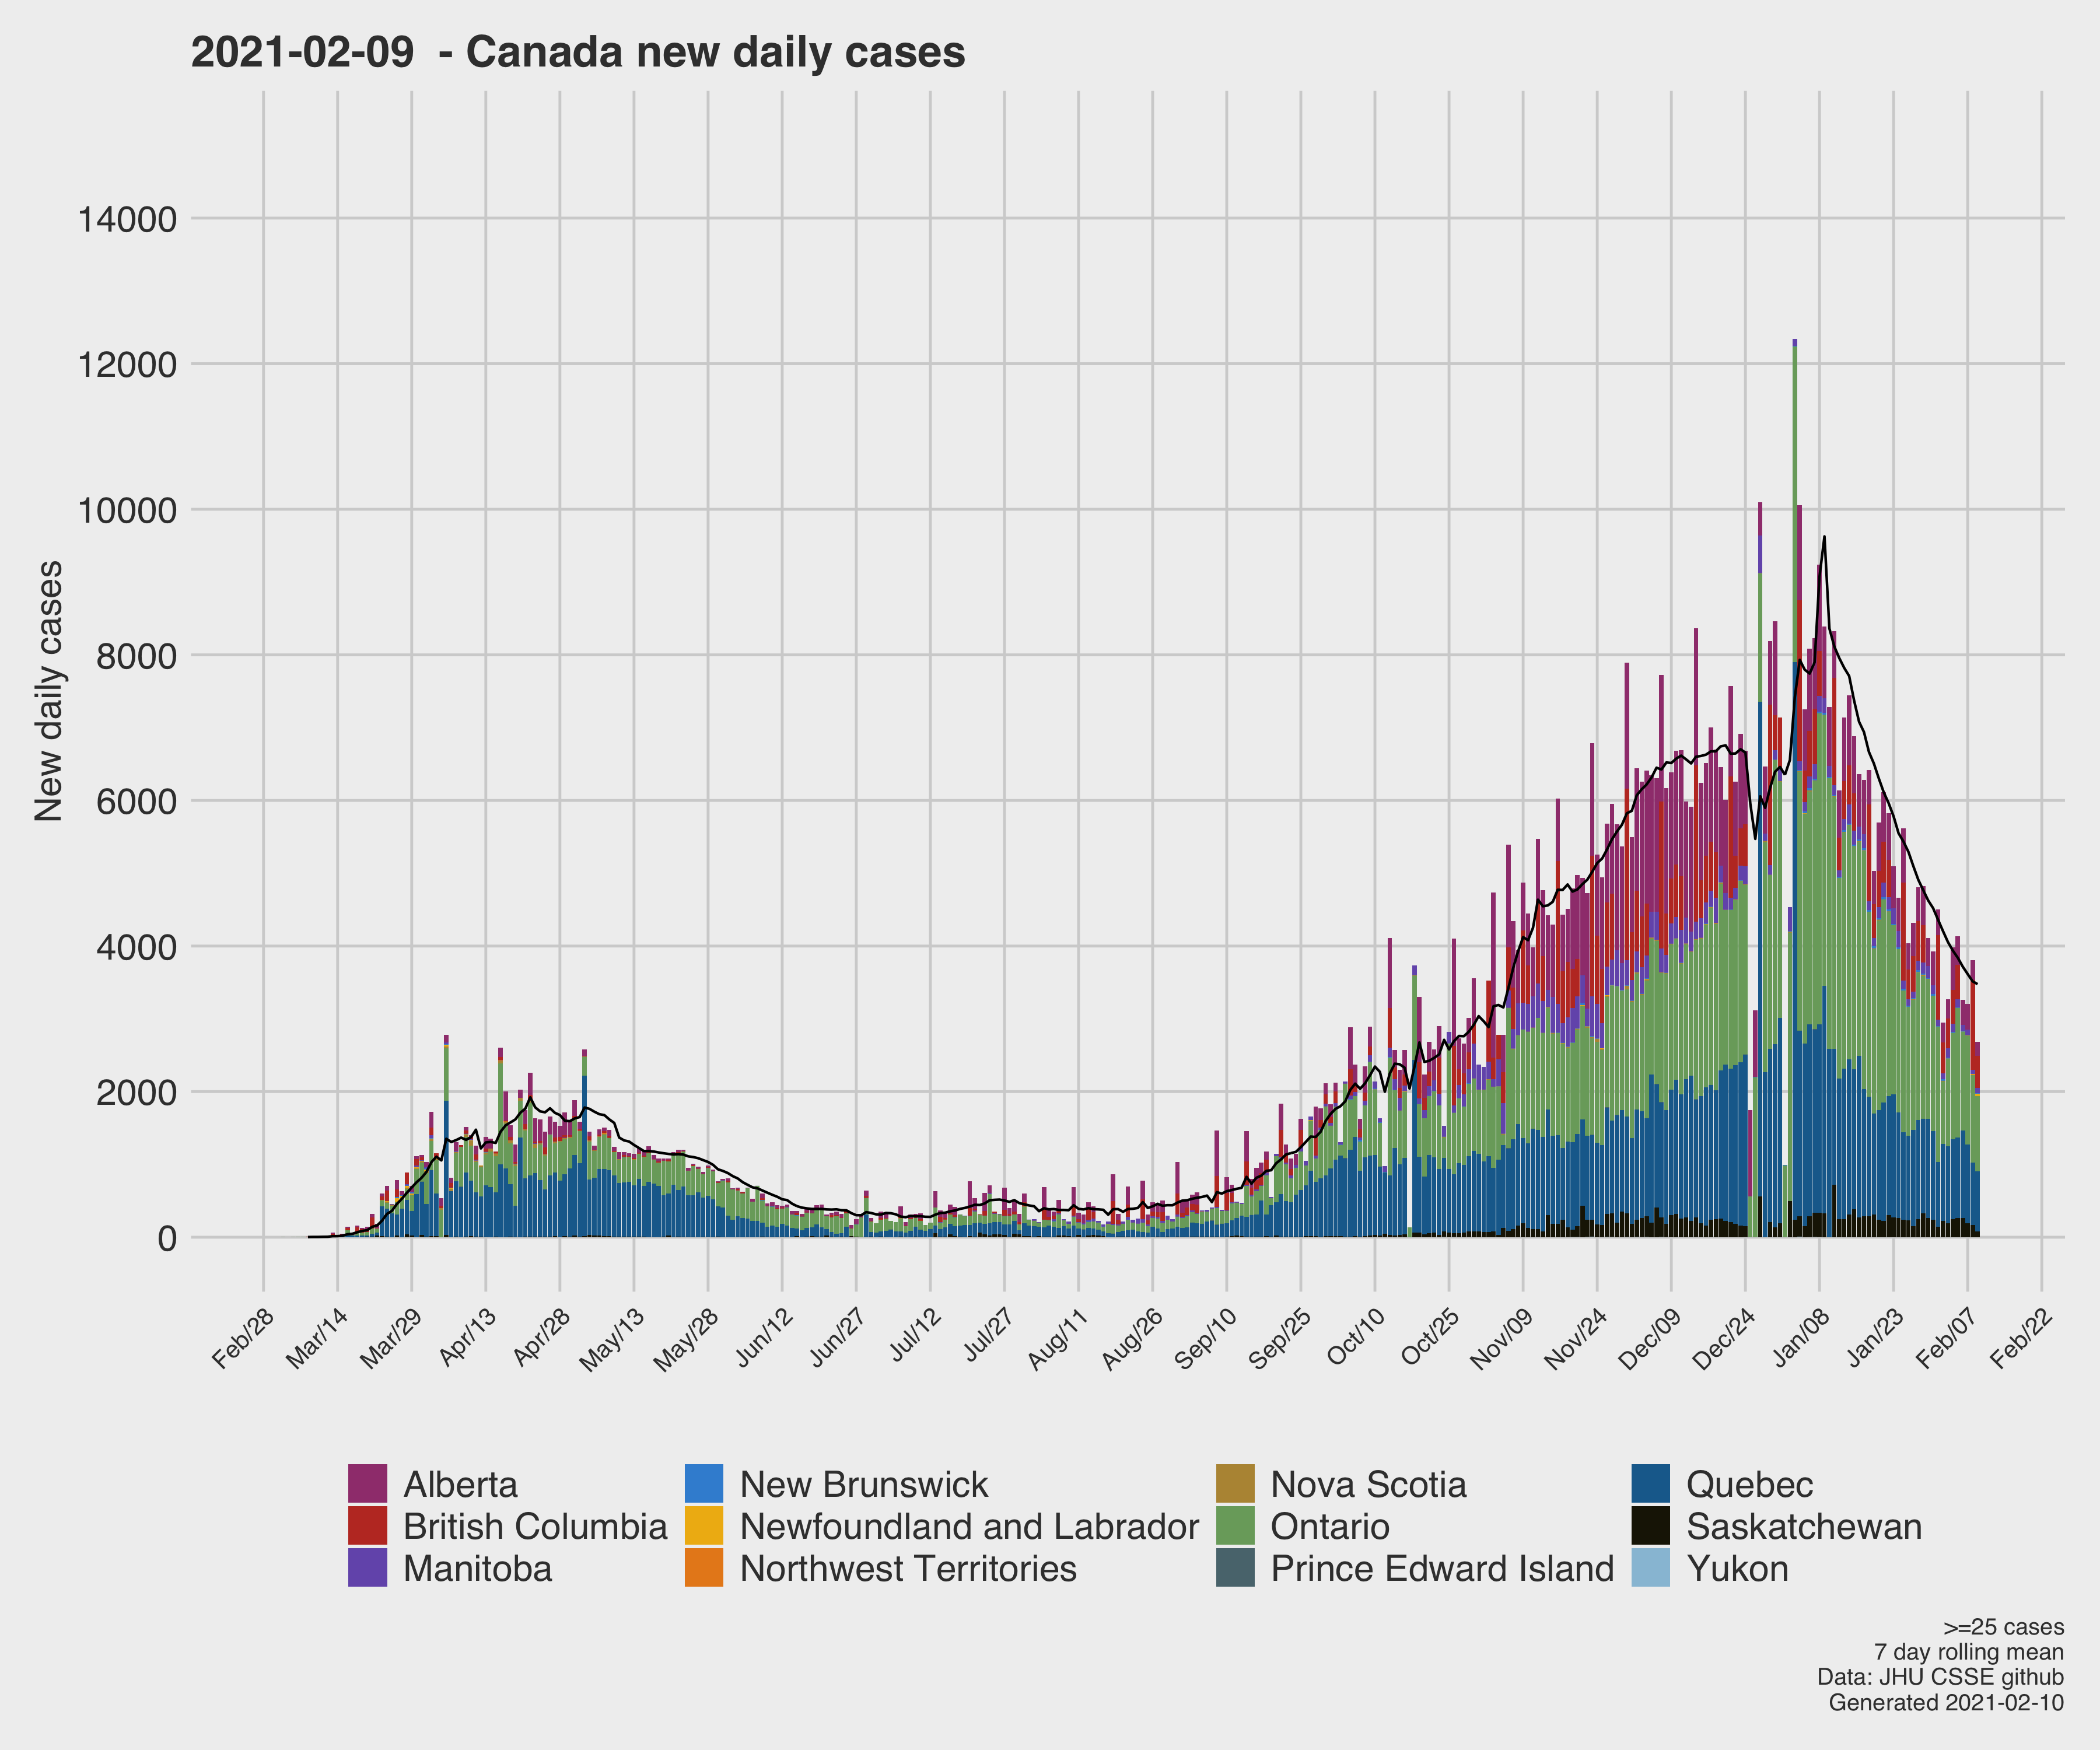 2021-02-09  - Canada new daily cases
New daily cases
14000
12000
10000
8000
6000
4000
2000
0
Feb/28 Mar/14 Mar/29 Apr/13 Apr/28 May/13 May/28 Jun/12 Jun/27 Jul/12 Jul/27 Aug/11 Aug/26 Sep/10 Sep/25 Oct/10 Oct/25 Nov/09 Nov/24 Dec/09 Dec/24 Jan/08 Jan/23 Feb/07 Feb/22
Alberta New Brunswick Nova Scotia Quebec
British Columbia Newfoundland and Labrador Ontario Saskatchewan
Manitoba Northwest Territories Prince Edward Island Yukon
>=25 cases
7 day rolling mean
Data: JHU CSSE github
Generated 2021-02-10